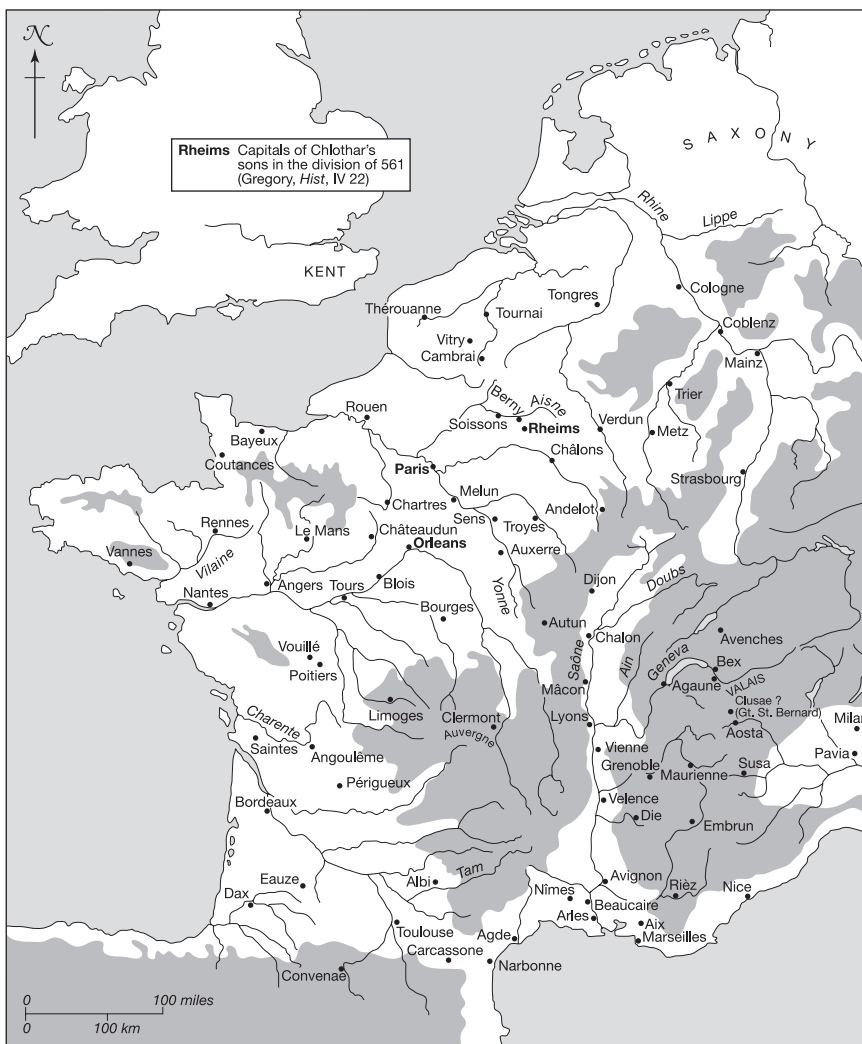 N
Rheims Capitals of Chlothar's
sons in the division of 561
(Gregory, Hist, IV 22)
SAXONY
Rhine
Lippe
KENT
Cologne
Tongres
Thérouanne
Tournai
Coblenz
Vitry
Cambrai
Mainz
Trier
Berny
Aisne
Rouen
Soissons
Rheims
Verdun
Metz
Bayeux
Coutances
Châlons
Paris
Strasbourg
Melun
Chartres
Andelot
Sens
Troyes
Rennes
Le Mans
Châteaudun
Orleans
Auxerre
Vannes
Vilaine
Dijon
Doubs
Angers
Tours
Blois
Yonne
Nantes
Bourges
Autun
Chalon
Avenches
Saône
Ain
Geneva
Vouillé
Poitiers
Bex
Agaune
VALAIS
Mâcon
Clusae ?
(Gt. St. Bernard)
Limoges
Clermont
Auvergne
Lyons
Aosta
Milan
Charente
Saintes
Angoulême
Vienne
Grenoble
Susa
Pavia
Maurienne
Périgueux
Velence
Bordeaux
Die
Embrun
Tam
Albi
Avignon
Eauze
Rièz
Nice
Nîmes
Beaucaire
Dax
Arles
Aix
Toulouse
Agde
Marseilles
Carcassone
Narbonne
Convenae
0 100 miles
0 100 km